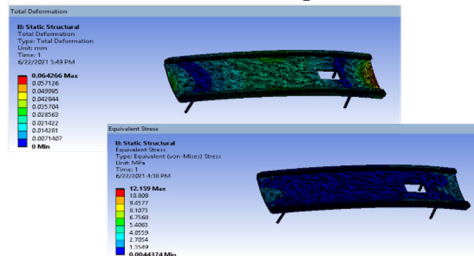 Total Deformation
B: Static Structural
Total Deformation
Type: Total Deformation
Unit: mm
Time: 1
6/22/2021 3:49 PM
0.064266 Max
0.057126
0.049985
0.042844
0.035704
0.028563
0.021422
0.014281
0.0071407
0 Min
Equivalent Stress
B: Static Structural
Equivalent Stress
Type: Equivalent (von-Mises) Stress
Unit: MPa
Time: 1
6/22/2021 4:38 PM
12.159 Max
10.808
9.4577
8.1073
6.7568
5.4063
4.0559
2.7054
1.3549
0.0044374 Min